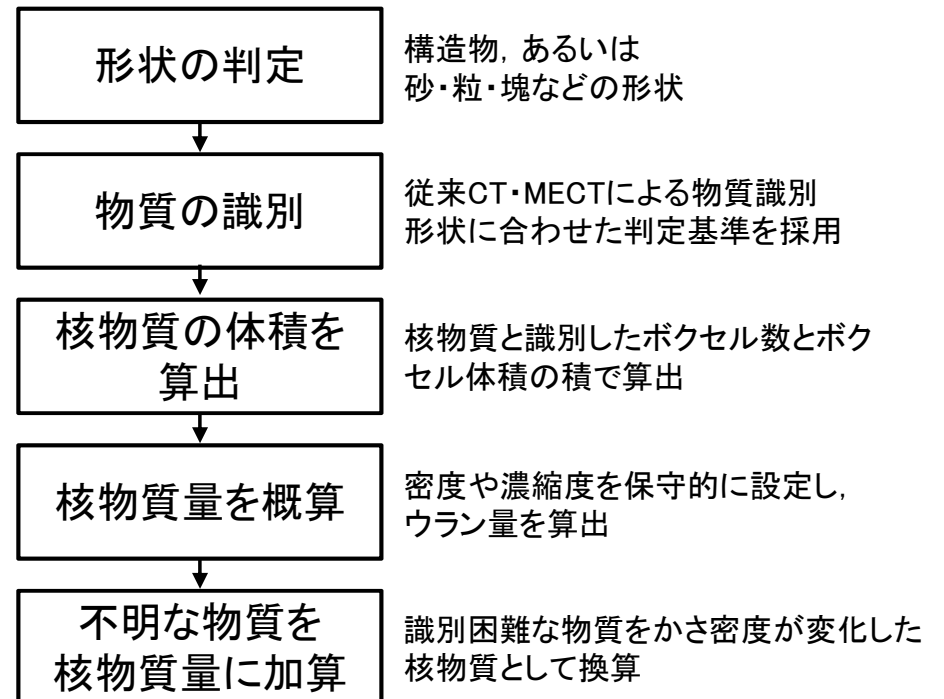 形状の判定
構造物，あるいは
砂・粒・塊などの形状
物質の識別
従来CT・MECTによる物質識別
形状に合わせた判定基準を採用
核物質の体積を
算出
核物質と識別したボクセル数とボク
セル体積の積で算出
核物質量を概算
密度や濃縮度を保守的に設定し，
ウラン量を算出
不明な物質を
核物質量に加算
識別困難な物質をかさ密度が変化した
核物質として換算